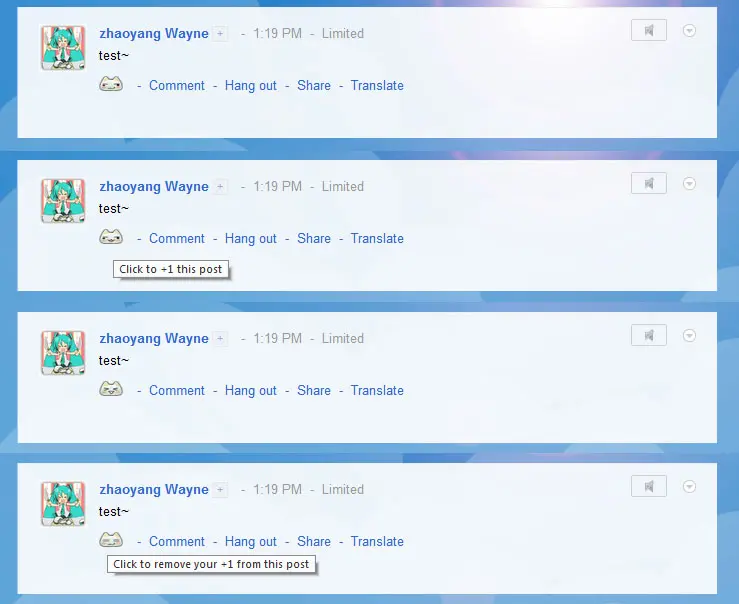 zhaoyang Wayne + - 1:19 PM - Limited
test~
- Comment - Hang out - Share - Translate
zhaoyang Wayne + - 1:19 PM - Limited
test~
- Comment - Hang out - Share - Translate
Click to +1 this post
zhaoyang Wayne + - 1:19 PM - Limited
test~
- Comment - Hang out - Share - Translate
zhaoyang Wayne + - 1:19 PM - Limited
test~
- Comment - Hang out - Share - Translate
Click to remove your +1 from this post